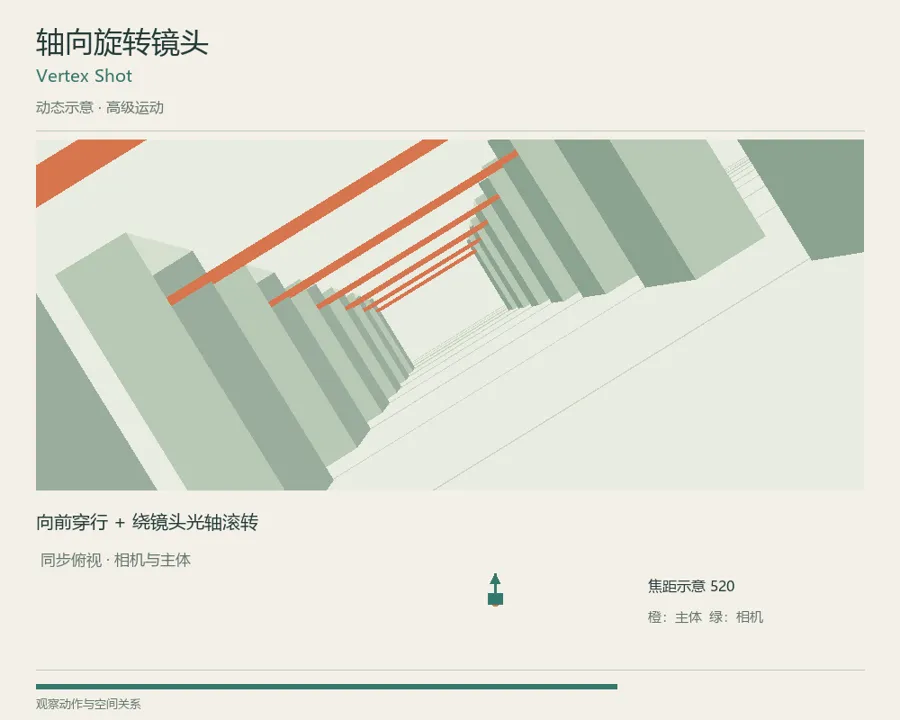 轴向旋转镜头
Vertex Shot
动态示意 · 高级运动
向前穿行 + 绕镜头光轴滚转
同步俯视 · 相机与主体
焦距示意 520
橙：主体 绿：相机
观察动作与空间关系